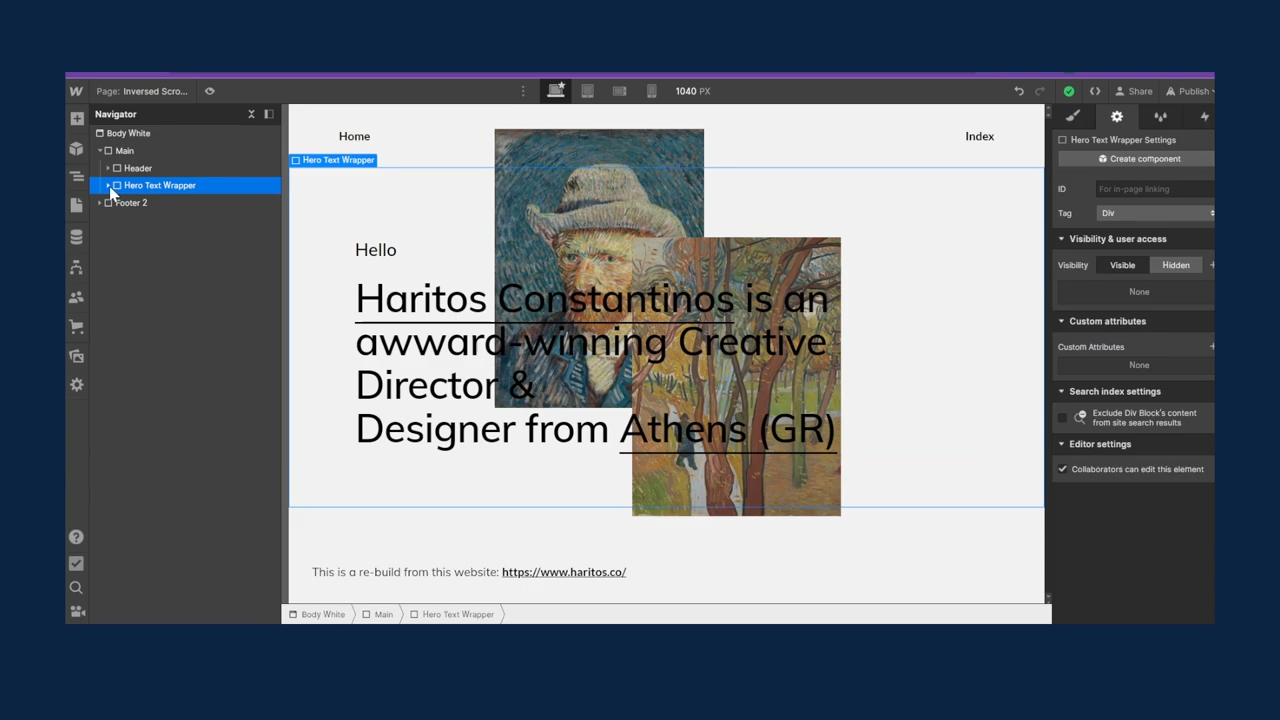 Page: Inversed Scro...
1040 PX
Share
Publish
Navigator
Body White
Main
Header
Hero Text Wrapper
Footer 2
Home
Index
Hero Text Wrapper
Hello
Haritos Constantinos is an
awward-winning Creative
Director &
Designer from Athens (GR)
This is a re-build from this website: https://www.haritos.co/
Body White
Main
Hero Text Wrapper
Hero Text Wrapper Settings
Create component
ID
For in-page linking
Tag
Div
Visibility & user access
Visibility
Visible
Hidden
None
Custom attributes
Custom Attributes
None
Search index settings
Exclude Div Block's content
from site search results
Editor settings
Collaborators can edit this element